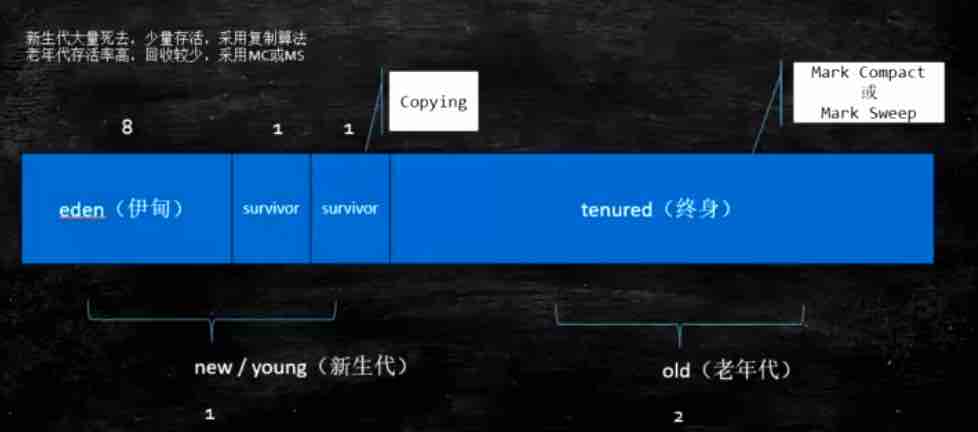 新生代大量死去，少量存活，采用复制算法
老年代存活率高，回收较少，采用MC或MS
Copying
Mark Compact
或
Mark Sweep
8
1
1
eden（伊甸）
survivor
survivor
tenured（终身）
new / young（新生代）
old（老年代）
1
2